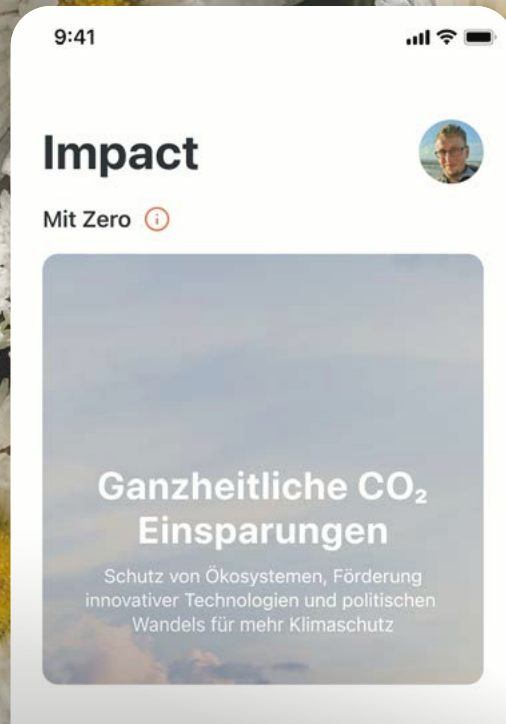 9:41
Impact
Mit Zero
Ganzheitliche CO₂
Einsparungen
Schutz von Ökosystemen, Förderung
innovativer Technologien und politischen
Wandels für mehr Klimaschutz